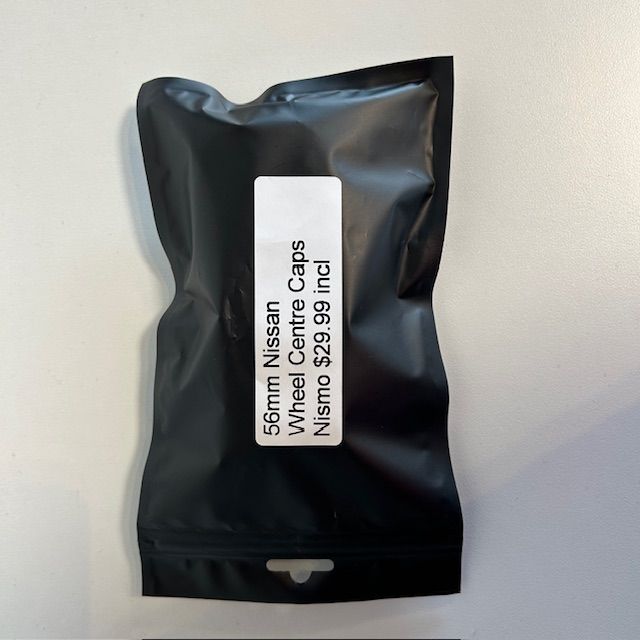 56mm Nissan
Wheel Centre Caps
Nismo $29.99 incl